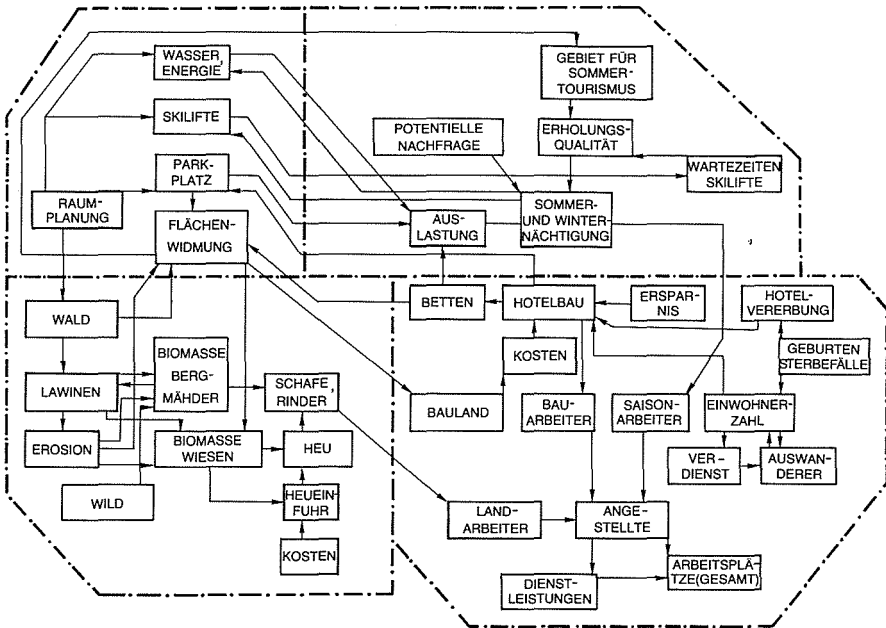 WASSER,
ENERGIE
GEBIET FÜR
SOMMER-
TOURISMUS
SKILIFTE
POTENTIELLE
NACHFRAGE
ERHOLUNGS-
QUALITÄT
PARK-
PLATZ
WARTEZEITEN
SKILIFTE
RAUM-
PLANUNG
FLÄCHEN-
WIDMUNG
AUS-
LASTUNG
SOMMER-
UND WINTER-
NÄCHTIGUNG
WALD
BETTEN
HOTELBAU
ERSPAR-
NIS
HOTEL-
VERERBUNG
BIOMASSE
BERG-
MÄHDER
KOSTEN
GEBURTEN
STERBEFÄLLE
LAWINEN
SCHAFE,
RINDER
BAULAND
BAU-
ARBEITER
SAISON-
ARBEITER
EINWOHNER-
ZAHL
EROSION
BIOMASSE
WIESEN
HEU
VER-
DIENST
AUSWAN-
DERER
WILD
HEUEIN-
FUHR
LAND-
ARBEITER
ANGE-
STELLTE
KOSTEN
DIENST-
LEISTUNGEN
ARBEITSPLÄ-
TZE(GESAMT)